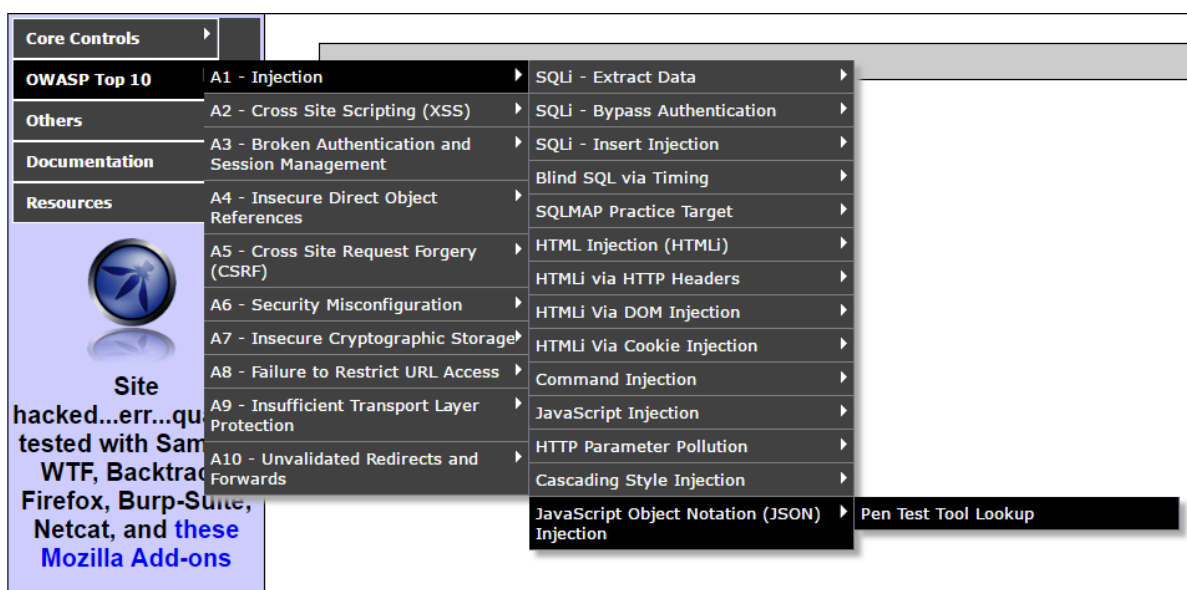 Core Controls
OWASP Top 10
Others
Documentation
Resources
Site
hacked...err...qu
tested with Sam
WTF, Backtrac
Firefox, Burp-Suite,
Netcat, and these
Mozilla Add-ons
A1 - Injection
A2 - Cross Site Scripting (XSS)
A3 - Broken Authentication and
Session Management
A4 - Insecure Direct Object
References
A5 - Cross Site Request Forgery
(CSRF)
A6 - Security Misconfiguration
A7 - Insecure Cryptographic Storage
A8 - Failure to Restrict URL Access
A9 - Insufficient Transport Layer
Protection
A10 - Unvalidated Redirects and
Forwards
SQLi - Extract Data
SQLi - Bypass Authentication
SQLi - Insert Injection
Blind SQL via Timing
SQLMAP Practice Target
HTML Injection (HTMLi)
HTMLi via HTTP Headers
HTMLi Via DOM Injection
HTMLi Via Cookie Injection
Command Injection
JavaScript Injection
HTTP Parameter Pollution
Cascading Style Injection
JavaScript Object Notation (JSON)
Injection
Pen Test Tool Lookup